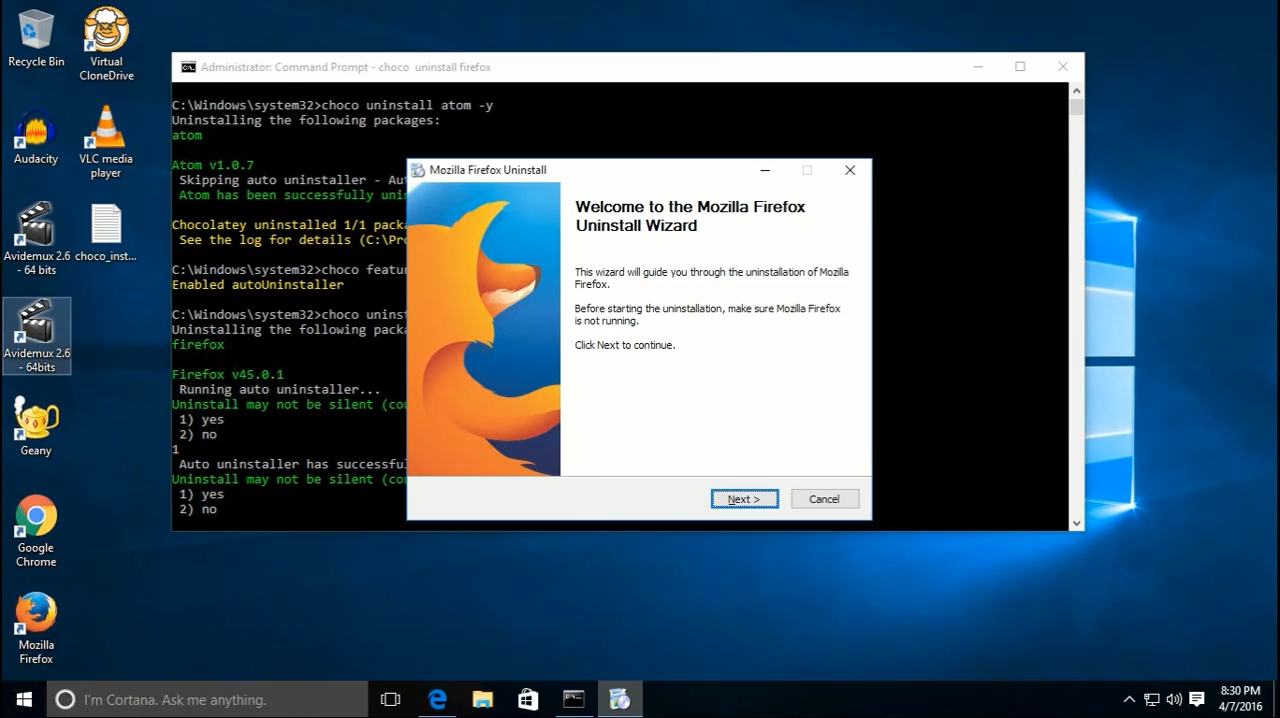 Recycle Bin
Virtual
CloneDrive
Audacity
VLC media
player
Avidemux 2.6
- 64 bits
choco_inst...
Avidemux 2.6
- 64bits
Geany
Google
Chrome
Mozilla
Firefox
Administrator: Command Prompt - choco  uninstall firefox
C:\Windows\system32>choco uninstall atom -y
Uninstalling the following packages:
atom
Atom v1.0.7
Skipping auto uninstaller - Au
Atom has been successfully uni
Chocolatey uninstalled 1/1 packa
See the log for details (C:\Pro
C:\Windows\system32>choco featur
Enabled autoUninstaller
C:\Windows\system32>choco uninst
Uninstalling the following packa
firefox
Firefox v45.0.1
Running auto uninstaller...
Uninstall may not be silent (cou
1) yes
2) no
1
Auto uninstaller has successful
Uninstall may not be silent (cou
1) yes
2) no
Mozilla Firefox Uninstall
Welcome to the Mozilla Firefox
Uninstall Wizard
This wizard will guide you through the uninstallation of Mozilla
Firefox.
Before starting the uninstallation, make sure Mozilla Firefox
is not running.
Click Next to continue.
Next >
Cancel
I'm Cortana. Ask me anything.
8:30 PM
4/7/2016